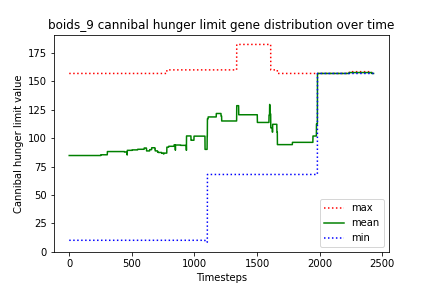 boids_9 cannibal hunger limit gene distribution over time
Cannibal hunger limit value
175
150
125
100
75
50
25
0
0
500
1000
1500
2000
2500
Timesteps
max
mean
min